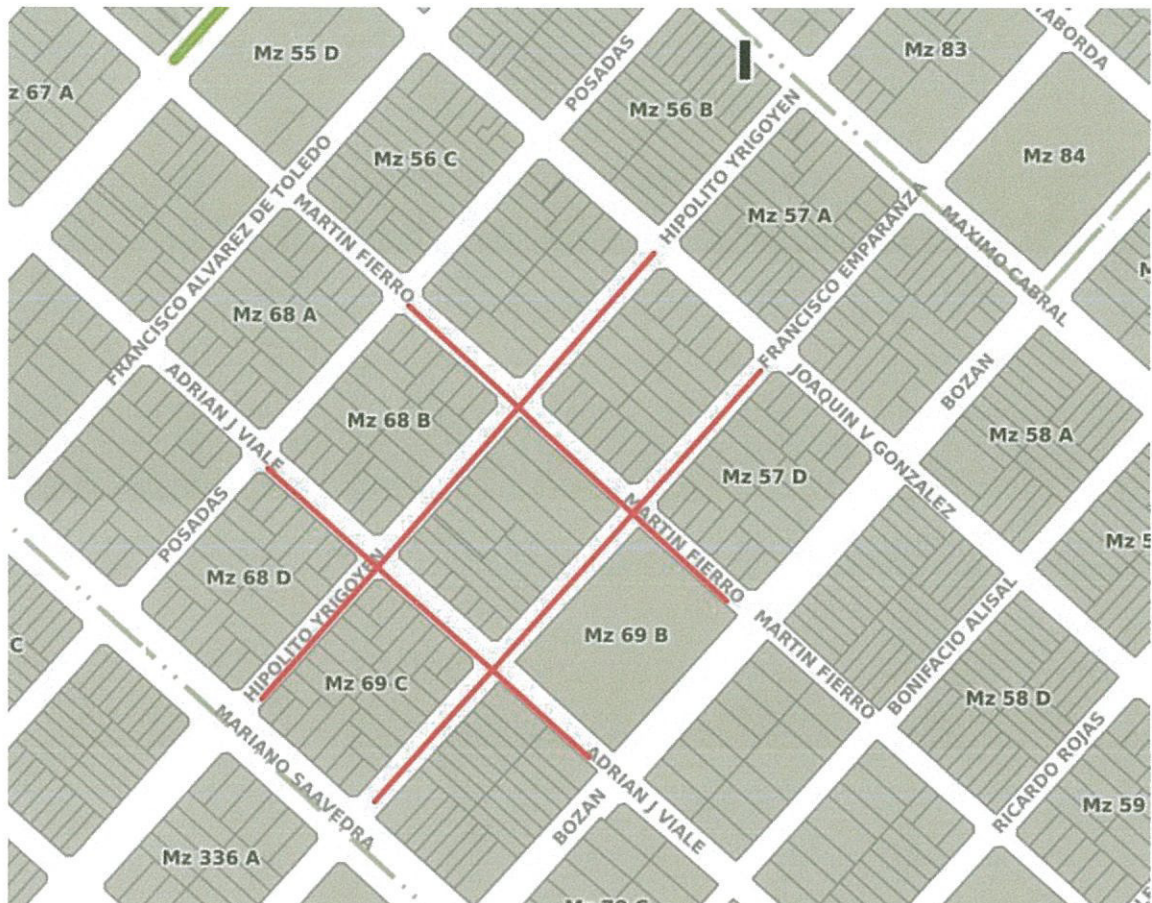 TABORDA
Mz 55 D
Mz 83
POSADAS
z 67 A
Mz 56 B
HIPOLITO YRIGOYEN
Mz 56 C
Mz 84
FRANCISCO ALVAREZ DE TOLEDO
MARTIN FIERRO
Mz 57 A
FRANCISCO EMPARANZA
MAXIMO CABRAL
M
Mz 68 A
ADRIAN J VIALE
JOAQUIN V GONZALEZ
BOZAN
Mz 68 B
Mz 58 A
Mz 57 D
POSADAS
MARTIN FIERRO
Mz 5
Mz 68 D
HIPOLITO YRIGOYEN
Mz 69 B
MARTIN FIERRO
BONIFACIO ALISAL
C
Mz 69 C
Mz 58 D
MARIANO SAAVEDRA
ADRIAN J VIALE
BOZAN
RICARDO ROJAS
Mz 59
Mz 336 A